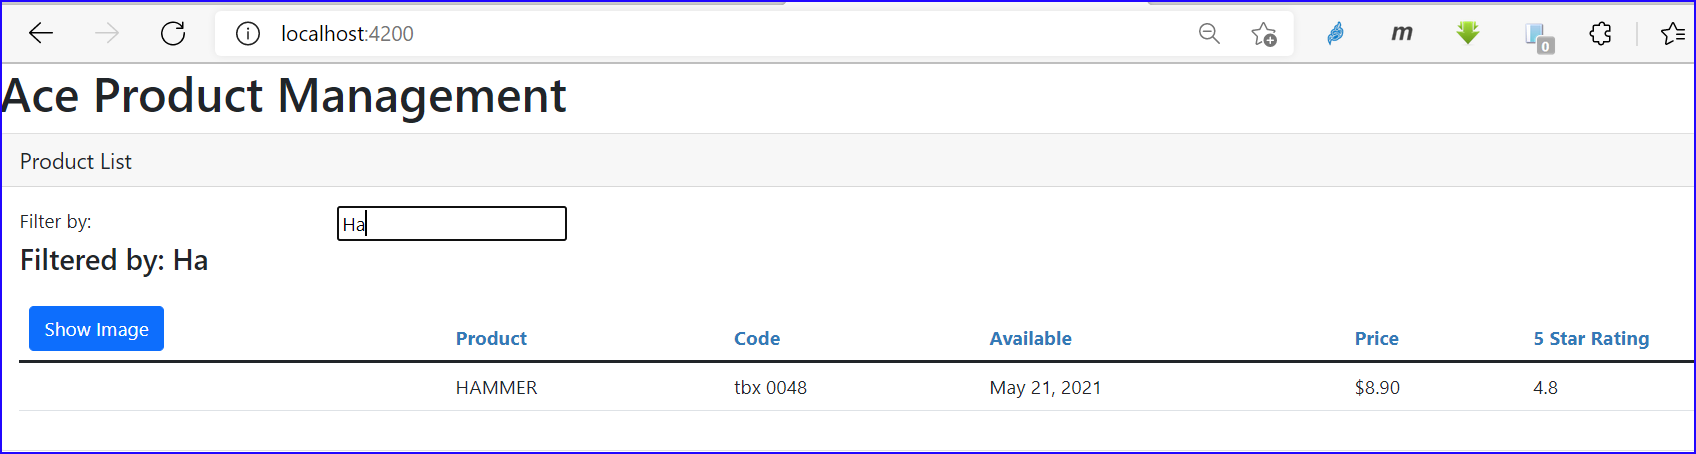 localhost:4200
m
0
Ace Product Management
Product List
Filter by: Ha
Filtered by: Ha
Show Image Product Code Available Price 5 Star Rating
HAMMER tbx 0048 May 21, 2021 $8.90 4.8